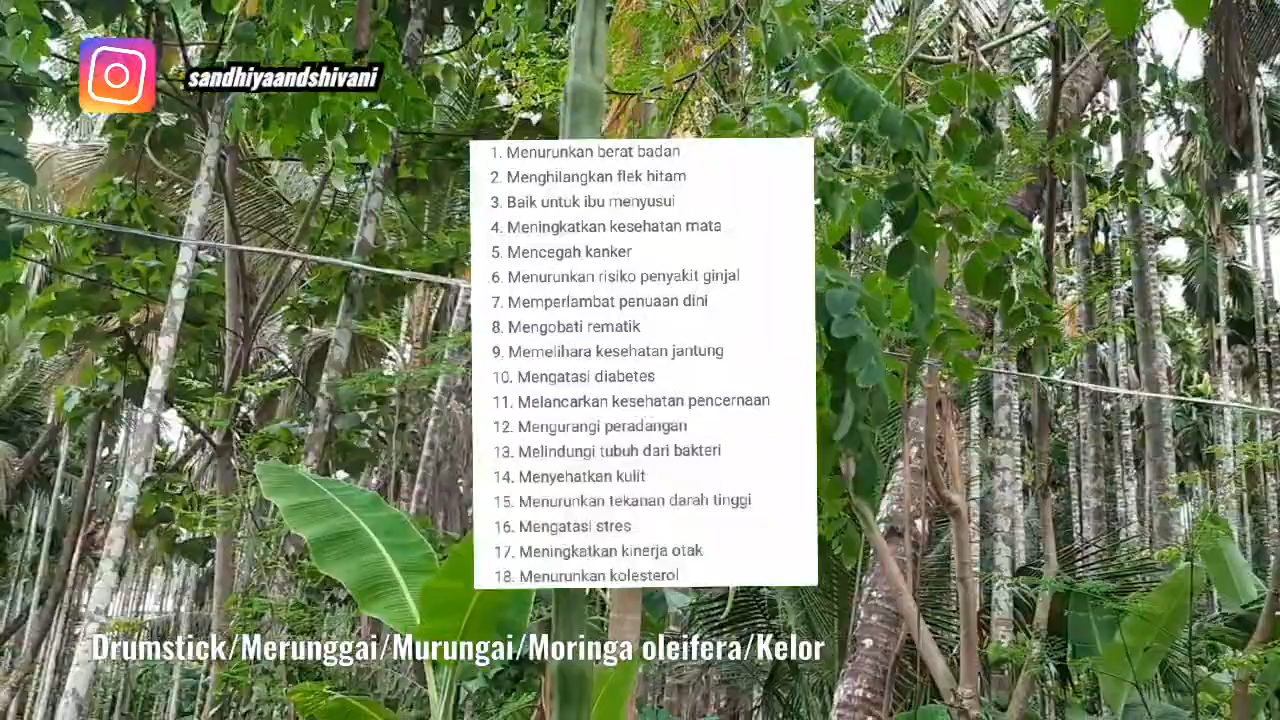 sandhiyaandshivani
1. Menurunkan berat badan
2. Menghilangkan flek hitam
3. Baik untuk ibu menyusui
4. Meningkatkan kesehatan mata
5. Mencegah kanker
6. Menurunkan risiko penyakit ginjal
7. Memperlambat penuaan dini
8. Mengobati rematik
9. Memelihara kesehatan jantung
10. Mengatasi diabetes
11. Melancarkan kesehatan pencernaan
12. Mengurangi peradangan
13. Melindungi tubuh dari bakteri
14. Menyehatkan kulit
15. Menurunkan tekanan darah tinggi
16. Mengatasi stres
17. Meningkatkan kinerja otak
18. Menurunkan kolesterol
Drumstick/Merunggai/Murungai/Moringa oleifera/Kelor